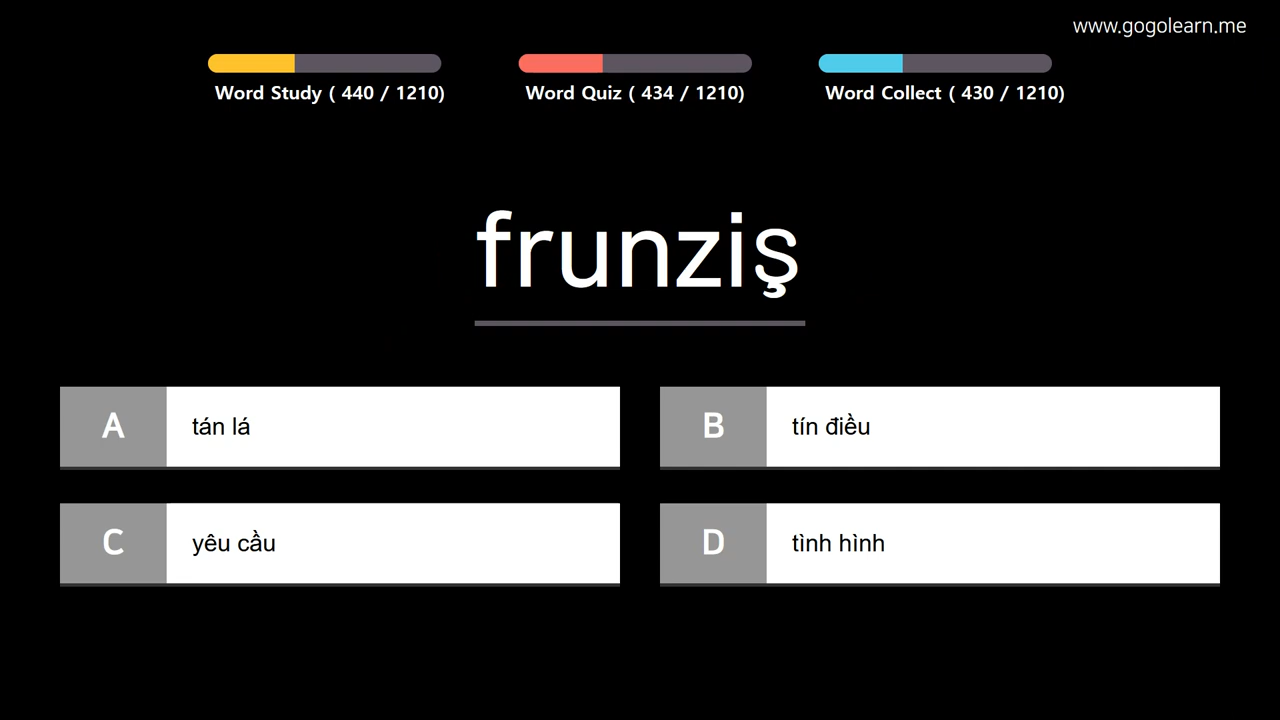 www.gogolearn.me
Word Study ( 440 / 1210)
Word Quiz ( 434 / 1210)
Word Collect ( 430 / 1210)
frunziş
A tán lá
B tín điều
C yêu cầu
D tình hình